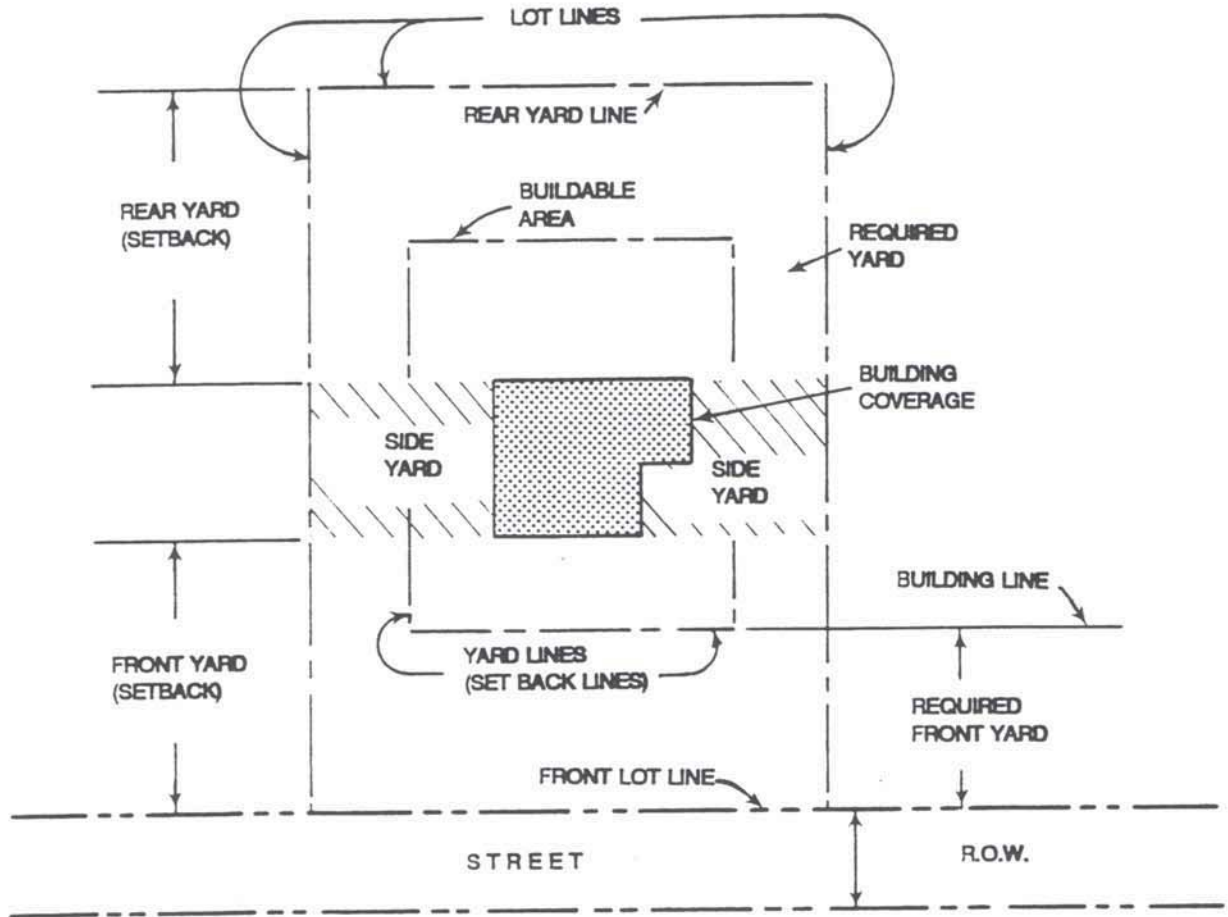 LOT LINES
REAR YARD LINE
BUILDABLE
AREA
REAR YARD
(SETBACK)
REQUIRED
YARD
BUILDING
COVERAGE
SIDE
YARD
SIDE
YARD
BUILDING LINE
FRONT YARD
(SETBACK)
YARD LINES
(SET BACK LINES)
REQUIRED
FRONT YARD
FRONT LOT LINE
STREET
R.O.W.